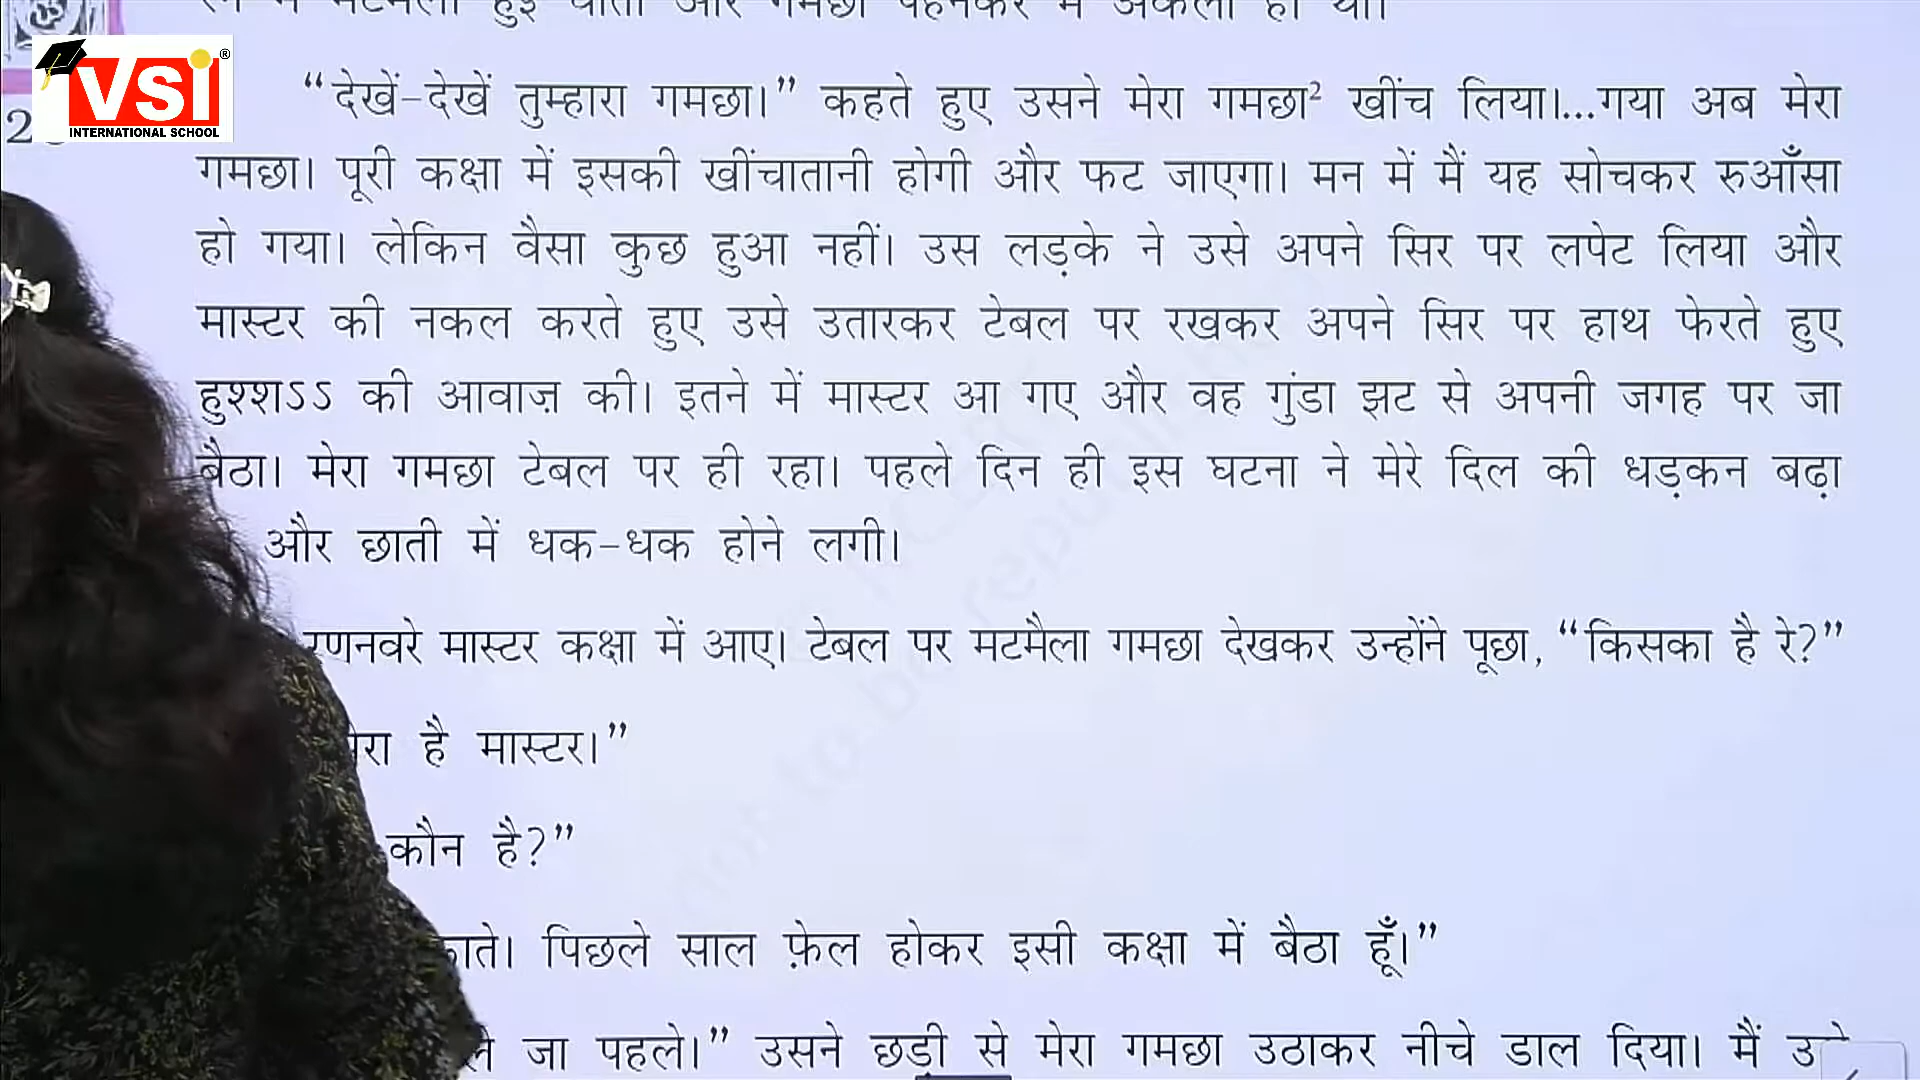 VSI
®
INTERNATIONAL SCHOOL
2
“देखें-देखें तुम्हारा गमछा।” कहते हुए उसने मेरा गमछा² खींच लिया।...गया अब मेरा
गमछा। पूरी कक्षा में इसकी खींचातानी होगी और फट जाएगा। मन में मैं यह सोचकर रुआँसा
हो गया। लेकिन वैसा कुछ हुआ नहीं। उस लड़के ने उसे अपने सिर पर लपेट लिया और
मास्टर की नकल करते हुए उसे उतारकर टेबल पर रखकर अपने सिर पर हाथ फेरते हुए
हुश्शऽऽ की आवाज़ की। इतने में मास्टर आ गए और वह गुंडा झट से अपनी जगह पर जा
बैठा। मेरा गमछा टेबल पर ही रहा। पहले दिन ही इस घटना ने मेरे दिल की धड़कन बढ़ा
और छाती में धक-धक होने लगी।
रणनवरे मास्टर कक्षा में आए। टेबल पर मटमैला गमछा देखकर उन्होंने पूछा, “किसका है रे?”
है मास्टर।”
कौन है?”
पिछले साल फ़ेल होकर इसी कक्षा में बैठा हूँ।”
जा पहले।” उसने छड़ी से मेरा गमछा उठाकर नीचे डाल दिया। मैं